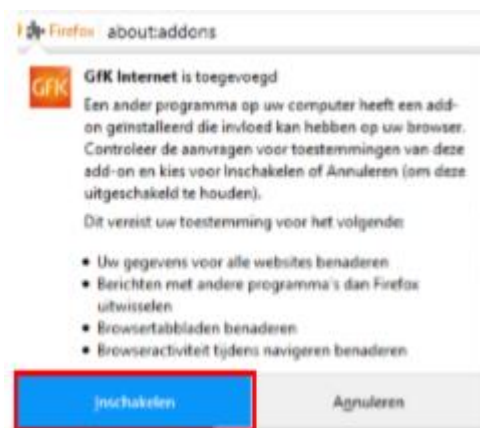 Firefox about:addons
GfK
GfK Internet is toegevoegd
Een ander programma op uw computer heeft een add-
on geïnstalleerd die invloed kan hebben op uw browser.
Controleer de aanvragen voor toestemmingen van deze
add-on en kies voor Inschakelen of Annuleren (om deze
uitgeschakeld te houden).
Dit vereist uw toestemming voor het volgende:
• Uw gegevens voor alle websites benaderen
• Berichten met andere programma's dan Firefox
uitwisselen
• Browsertabbladen benaderen
• Browseractiviteit tijdens navigeren benaderen
Inschakelen Annuleren